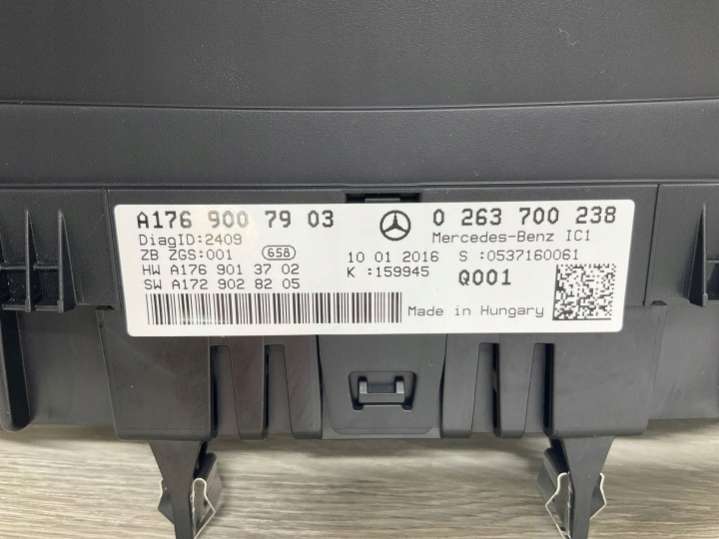 A176 900 79 03 0 263 700 238
DiagID:2409 Mercedes-Benz IC1
ZB ZGS:001 658 10 01 2016 S :0537160061
HW A176 901 37 02 K :159945 Q001
SW A172 902 82 05
Made in Hungary